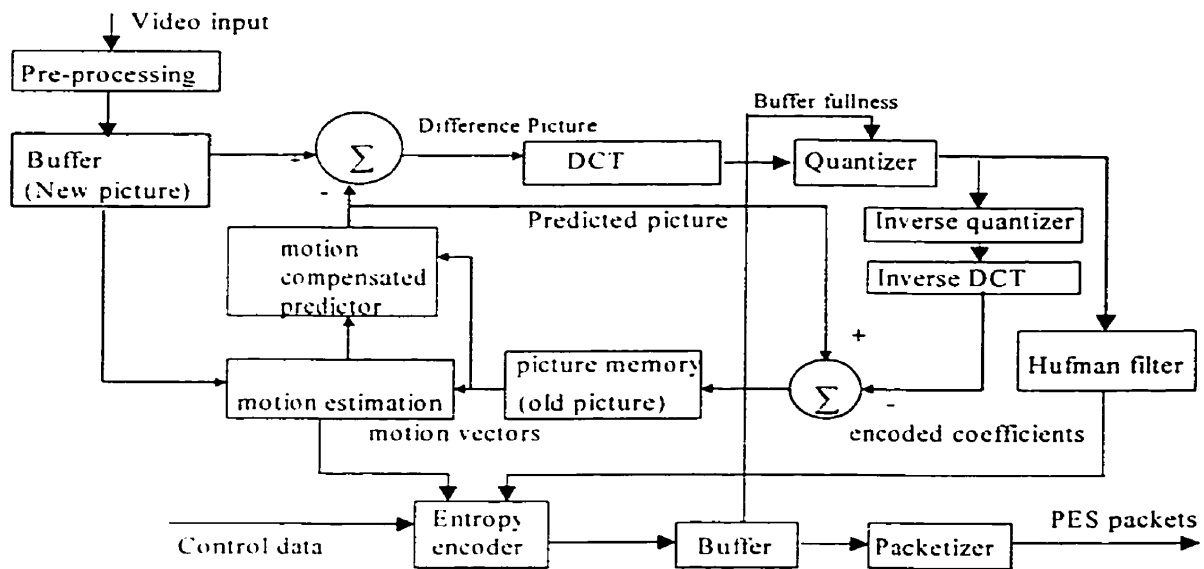 Video input
Pre-processing
Buffer
(New picture)
Σ
-
Difference Picture
DCT
Buffer fullness
Quantizer
Predicted picture
Inverse quantizer
Inverse DCT
motion
compensated
predictor
+
Hufman filter
picture memory
(old picture)
Σ
-
motion estimation
motion vectors
encoded coefficients
Entropy
encoder
Control data
Buffer
Packetizer
PES packets